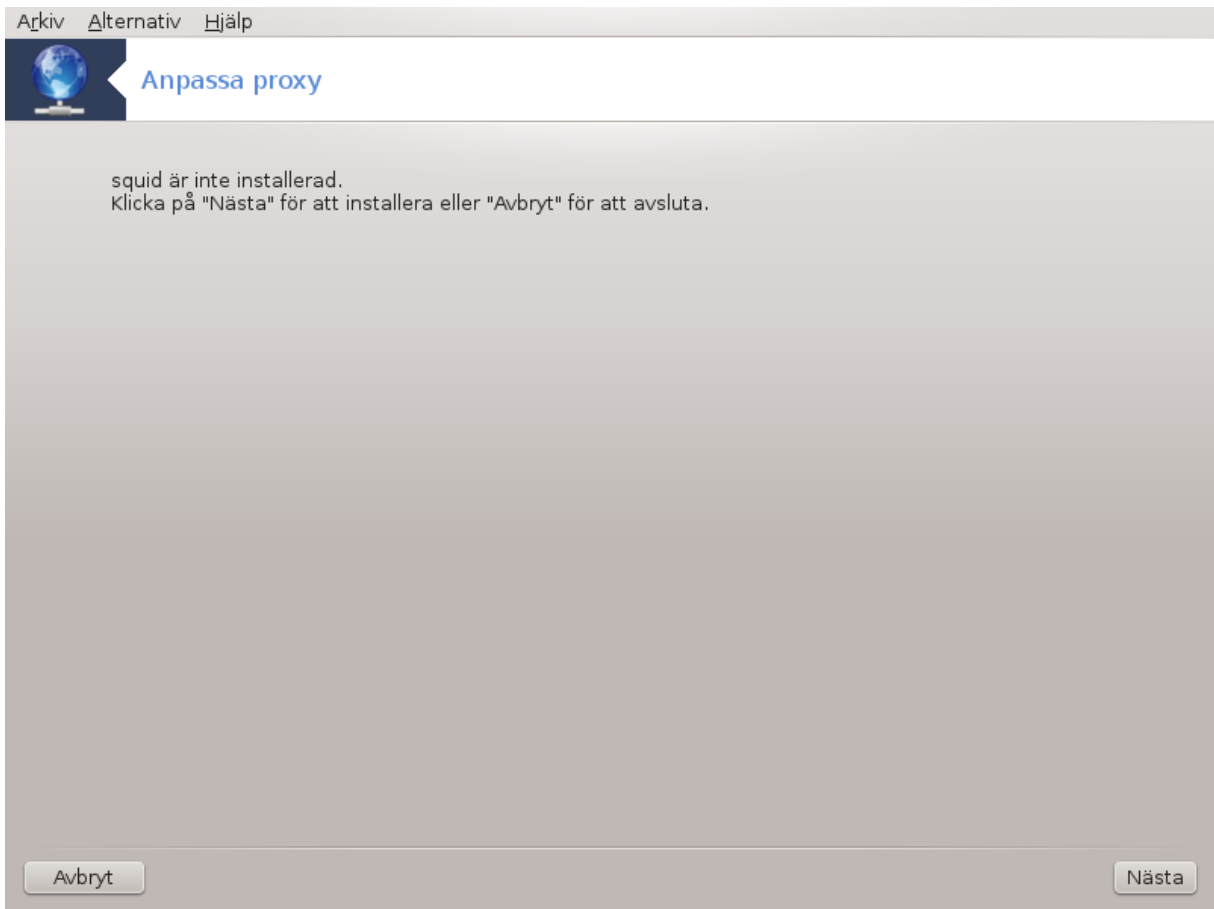 Arkiv Alternativ Hjälp
Anpassa proxy
squid är inte installerad.
Klicka på "Nästa" för att installera eller "Avbryt" för att avsluta.
Avbryt Nästa